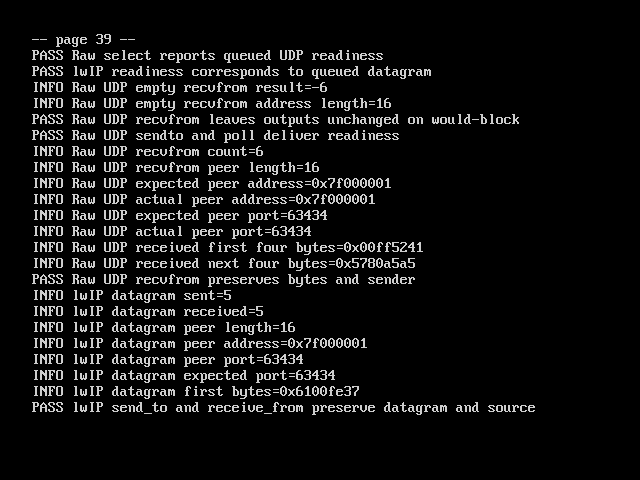 -- page 39 --
PASS Raw select reports queued UDP readiness
PASS lwIP readiness corresponds to queued datagram
INFO Raw UDP empty recvfrom result=-6
INFO Raw UDP empty recvfrom address length=16
PASS Raw UDP recvfrom leaves outputs unchanged on would-block
PASS Raw UDP sendto and poll deliver readiness
INFO Raw UDP recvfrom count=6
INFO Raw UDP recvfrom peer length=16
INFO Raw UDP expected peer address=0x7f000001
INFO Raw UDP actual peer address=0x7f000001
INFO Raw UDP expected peer port=63434
INFO Raw UDP actual peer port=63434
INFO Raw UDP received first four bytes=0x00ff5241
INFO Raw UDP received next four bytes=0x5780a5a5
PASS Raw UDP recvfrom preserves bytes and sender
INFO lwIP datagram sent=5
INFO lwIP datagram received=5
INFO lwIP datagram peer length=16
INFO lwIP datagram peer address=0x7f000001
INFO lwIP datagram peer port=63434
INFO lwIP datagram expected port=63434
INFO lwIP datagram first bytes=0x6100fe37
PASS lwIP send_to and receive_from preserve datagram and source